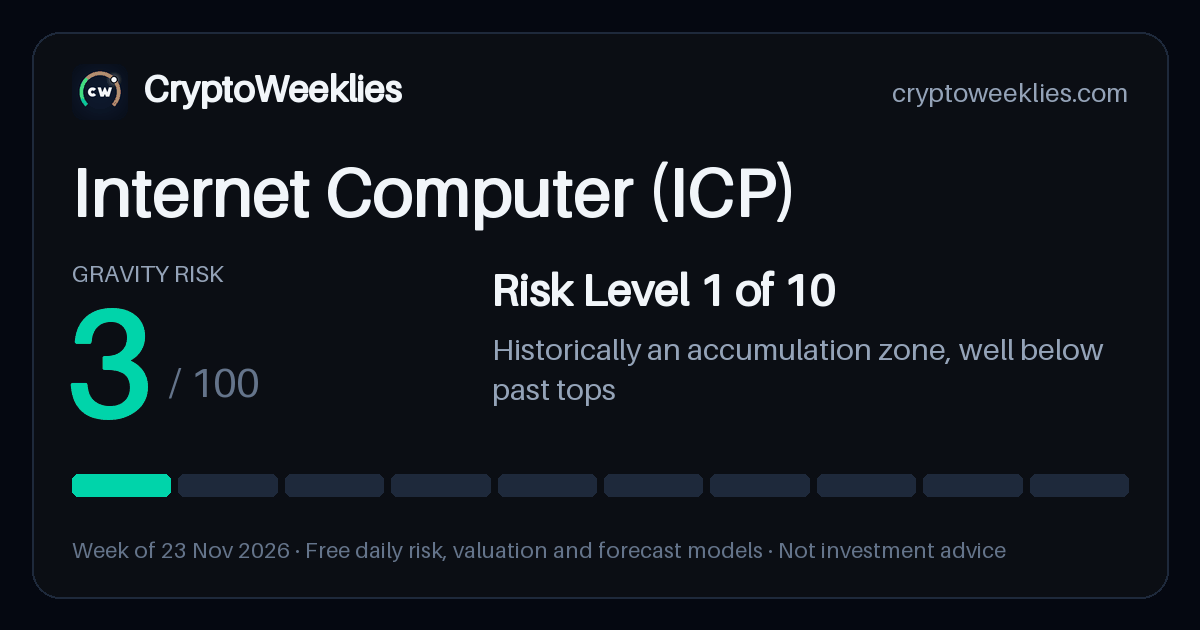 CW
CryptoWeeklies
cryptoweeklies.com
Internet Computer (ICP)
GRAVITY RISK
3 / 100
Risk Level 1 of 10
Historically an accumulation zone, well below
past tops
Week of 23 Nov 2026 · Free daily risk, valuation and forecast models · Not investment advice